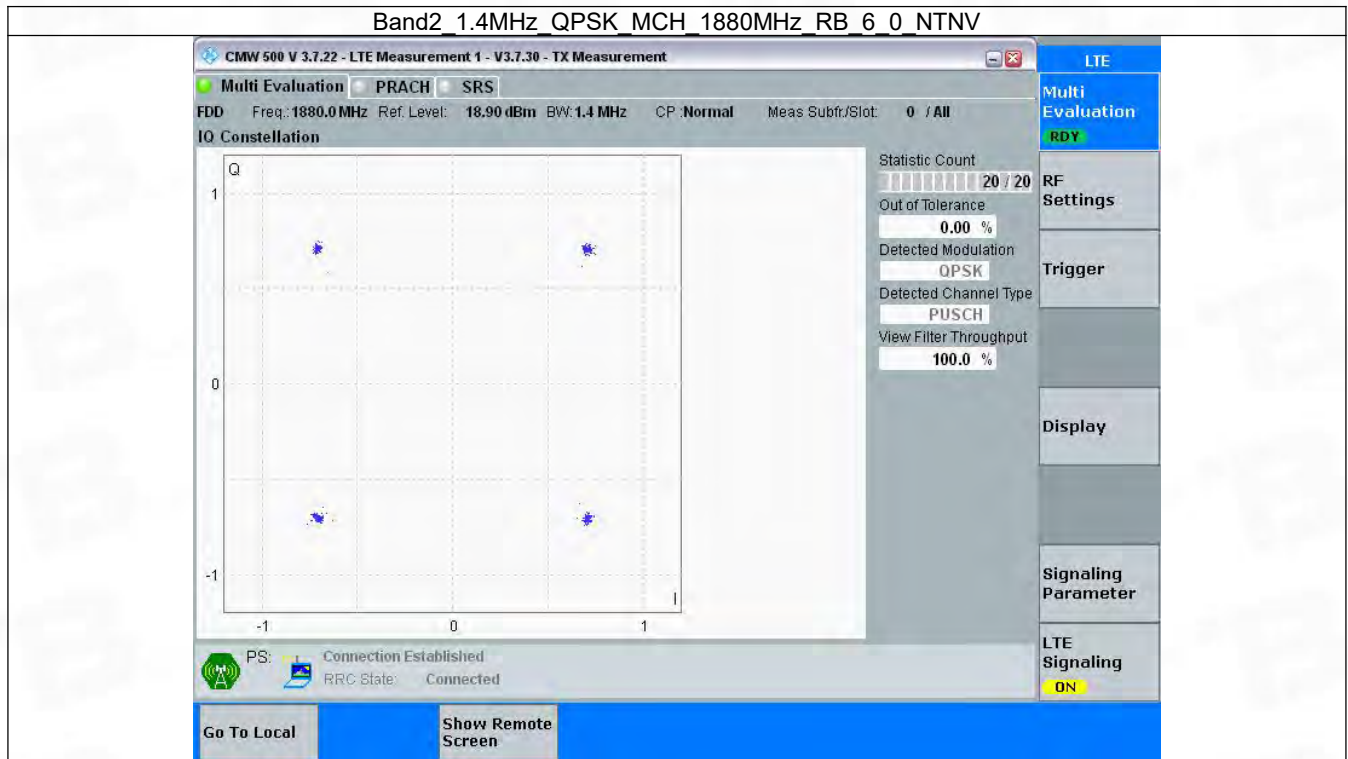 Band2_1.4MHz_QPSK_MCH_1880MHz_RB_6_0_NTNV
CMW 500 V 3.7.22 - LTE Measurement 1 - V3.7.30 - TX Measurement
LTE
Multi Evaluation PRACH SRS
FDD Freq.: 1880.0 MHz Ref. Level: 18.90 dBm BW: 1.4 MHz CP :Normal Meas Subfr./Slot: 0 / All
IQ Constellation
Q
1
0
-1
I
-1 0 1
Statistic Count
20 / 20
Out of Tolerance
0.00 %
Detected Modulation
QPSK
Detected Channel Type
PUSCH
View Filter Throughput
100.0 %
Multi
Evaluation
RDY
RF
Settings
Trigger
Display
Signaling
Parameter
LTE
Signaling
ON
PS: Connection Established
RRC State: Connected
Go To Local
Show Remote
Screen